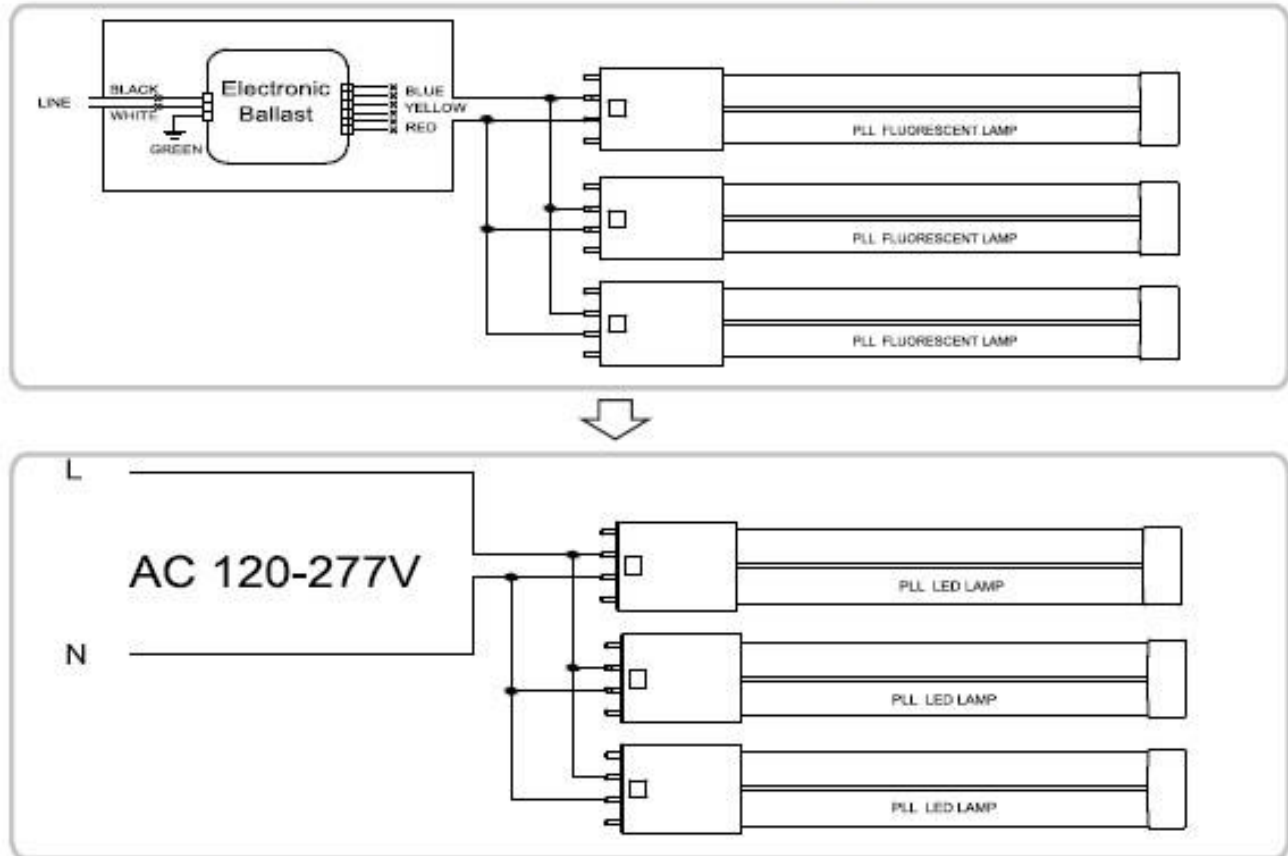 LINE
BLACK
WHITE
GREEN
Electronic
Ballast
BLUE
YELLOW
RED
PLL FLUORESCENT LAMP
PLL FLUORESCENT LAMP
PLL FLUORESCENT LAMP
L
AC 120-277V
N
PLL LED LAMP
PLL LED LAMP
PLL LED LAMP